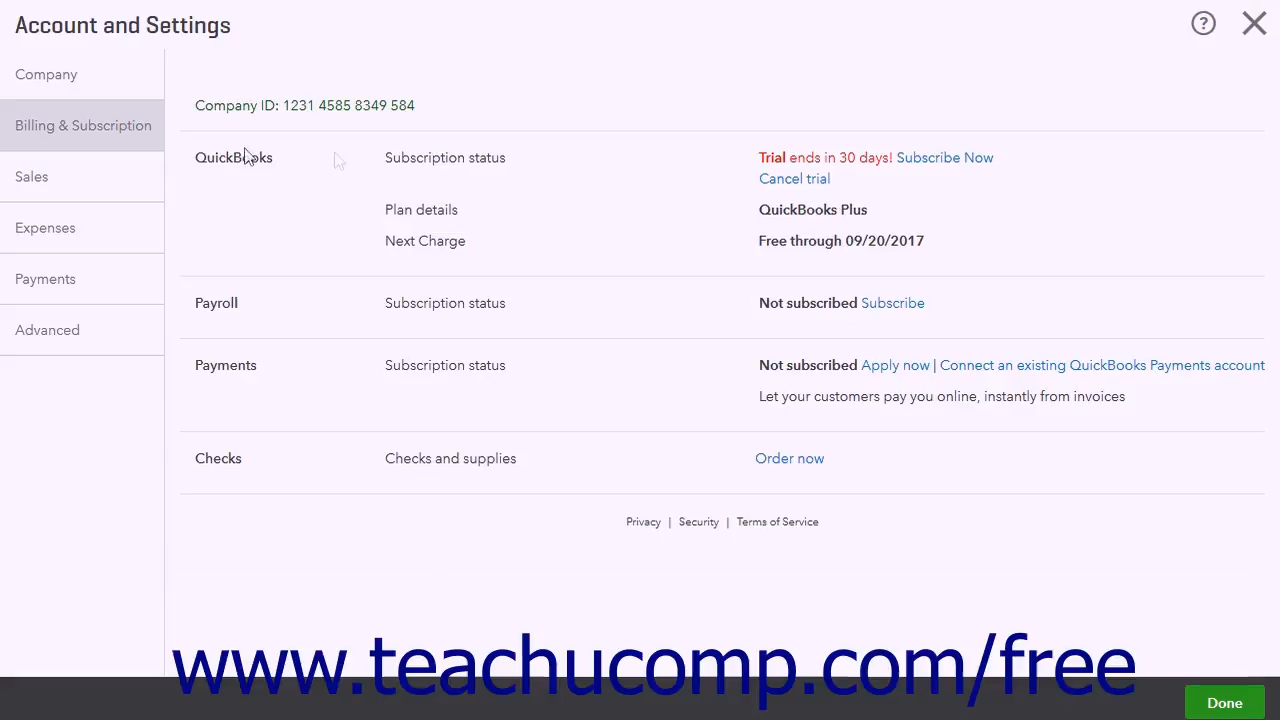 Account and Settings
Company
Billing & Subscription
Sales
Expenses
Payments
Advanced
Company ID: 1231 4585 8349 584
QuickBooks Subscription status Trial ends in 30 days! Subscribe Now
Cancel trial
Plan details QuickBooks Plus
Next Charge Free through 09/20/2017
Payroll Subscription status Not subscribed Subscribe
Payments Subscription status Not subscribed Apply now | Connect an existing QuickBooks Payments account
Let your customers pay you online, instantly from invoices
Checks Checks and supplies Order now
Privacy | Security | Terms of Service
www.teachucomp.com/free
Done